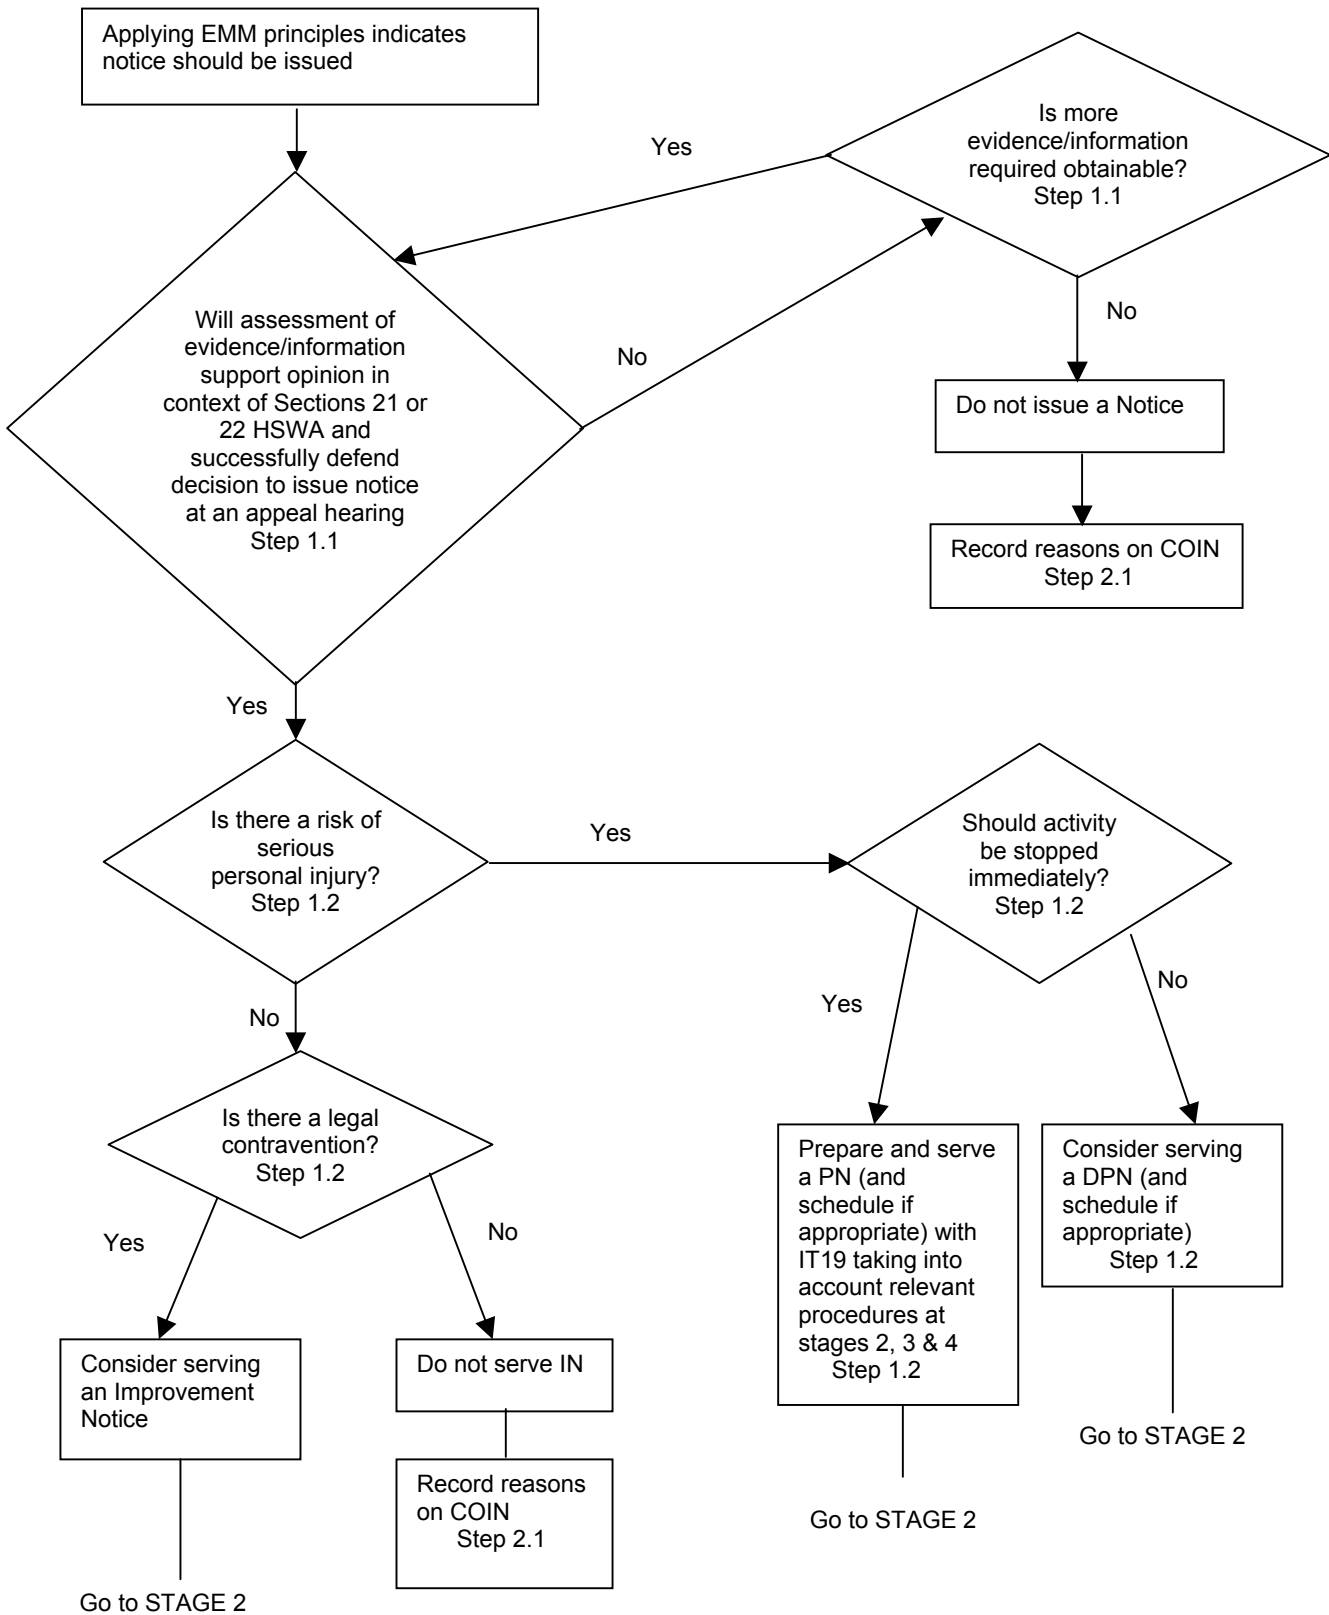 Applying EMM principles indicates
notice should be issued
Is more
evidence/information
required obtainable?
Step 1.1
Yes
Will assessment of
evidence/information
support opinion in
context of Sections 21 or
22 HSWA and
successfully defend
decision to issue notice
at an appeal hearing
Step 1.1
No
No
Do not issue a Notice
Record reasons on COIN
Step 2.1
Yes
Is there a risk of
serious
personal injury?
Step 1.2
Yes
Should activity
be stopped
immediately?
Step 1.2
No
Yes
No
Is there a legal
contravention?
Step 1.2
Yes
No
Prepare and serve
a PN (and
schedule if
appropriate) with
IT19 taking into
account relevant
procedures at
stages 2, 3 & 4
Step 1.2
Consider serving
a DPN (and
schedule if
appropriate)
Step 1.2
Consider serving
an Improvement
Notice
Do not serve IN
Record reasons
on COIN
Step 2.1
Go to STAGE 2
Go to STAGE 2
Go to STAGE 2